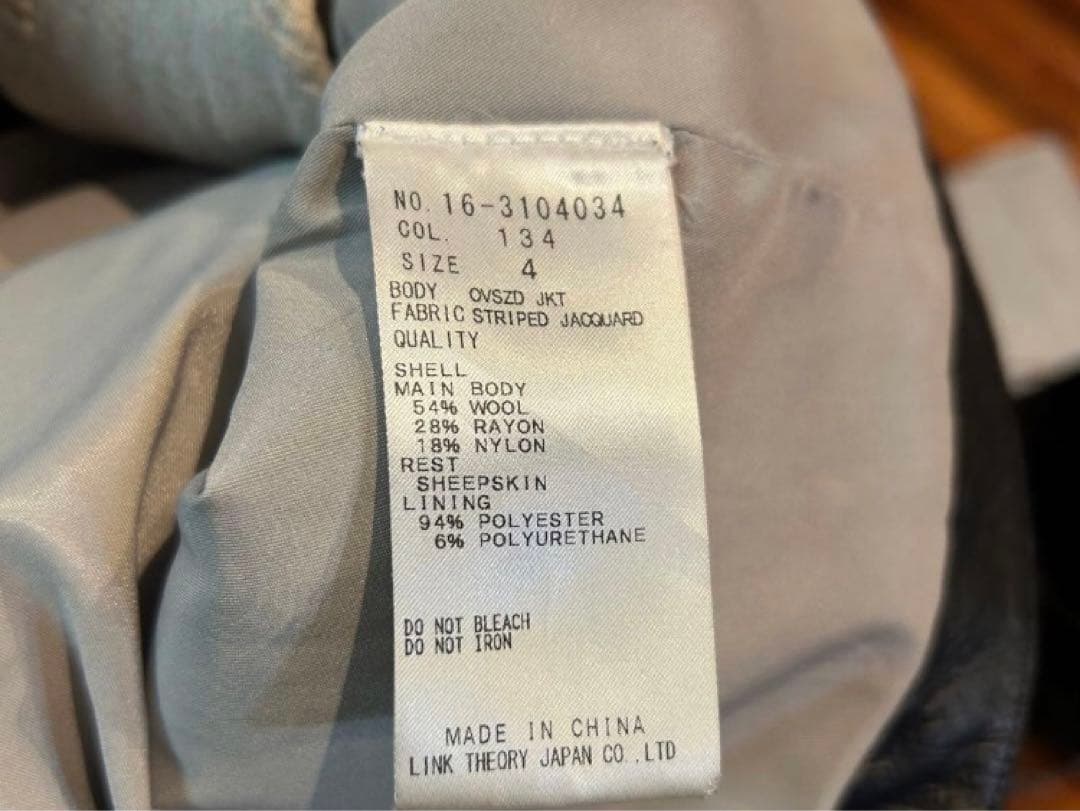 NO. 16-3104034
COL. 134
SIZE 4
BODY OVSZD JKT
FABRIC STRIPED JACQUARD
QUALITY
SHELL
MAIN BODY
54% WOOL
28% RAYON
18% NYLON
REST
SHEEPSKIN
LINING
94% POLYESTER
6% POLYURETHANE
DO NOT BLEACH
DO NOT IRON
MADE IN CHINA
LINK THEORY JAPAN CO.,LTD